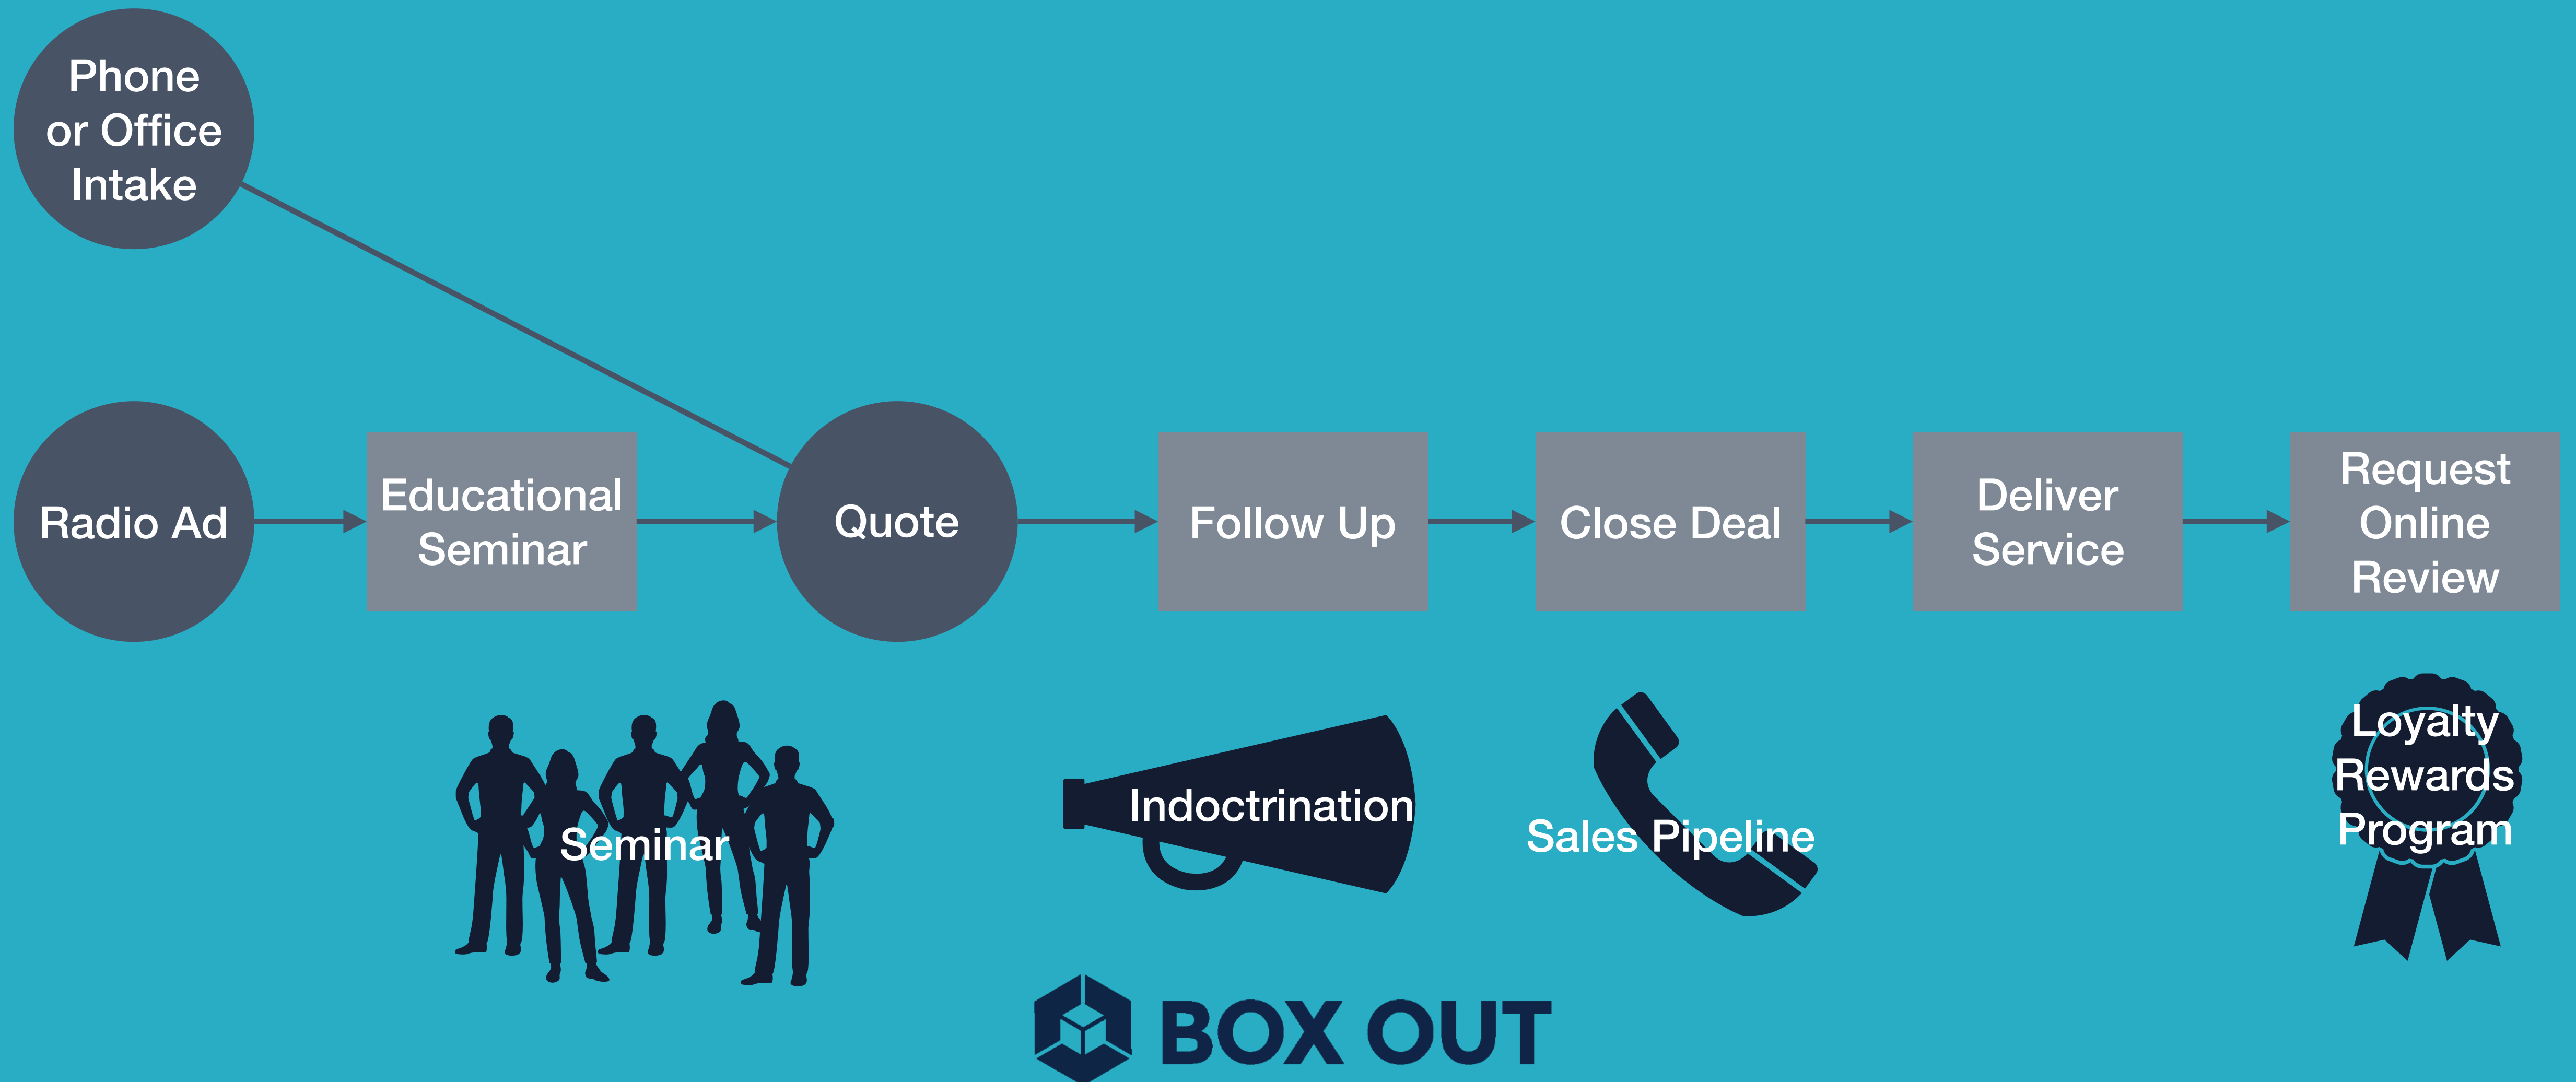 Phone
or Office
Intake
Radio Ad
Educational
Seminar
Quote
Follow Up
Close Deal
Deliver
Service
Request
Online
Review
Seminar
Indoctrination
Sales Pipeline
Loyalty
Rewards
Program
BOX OUT